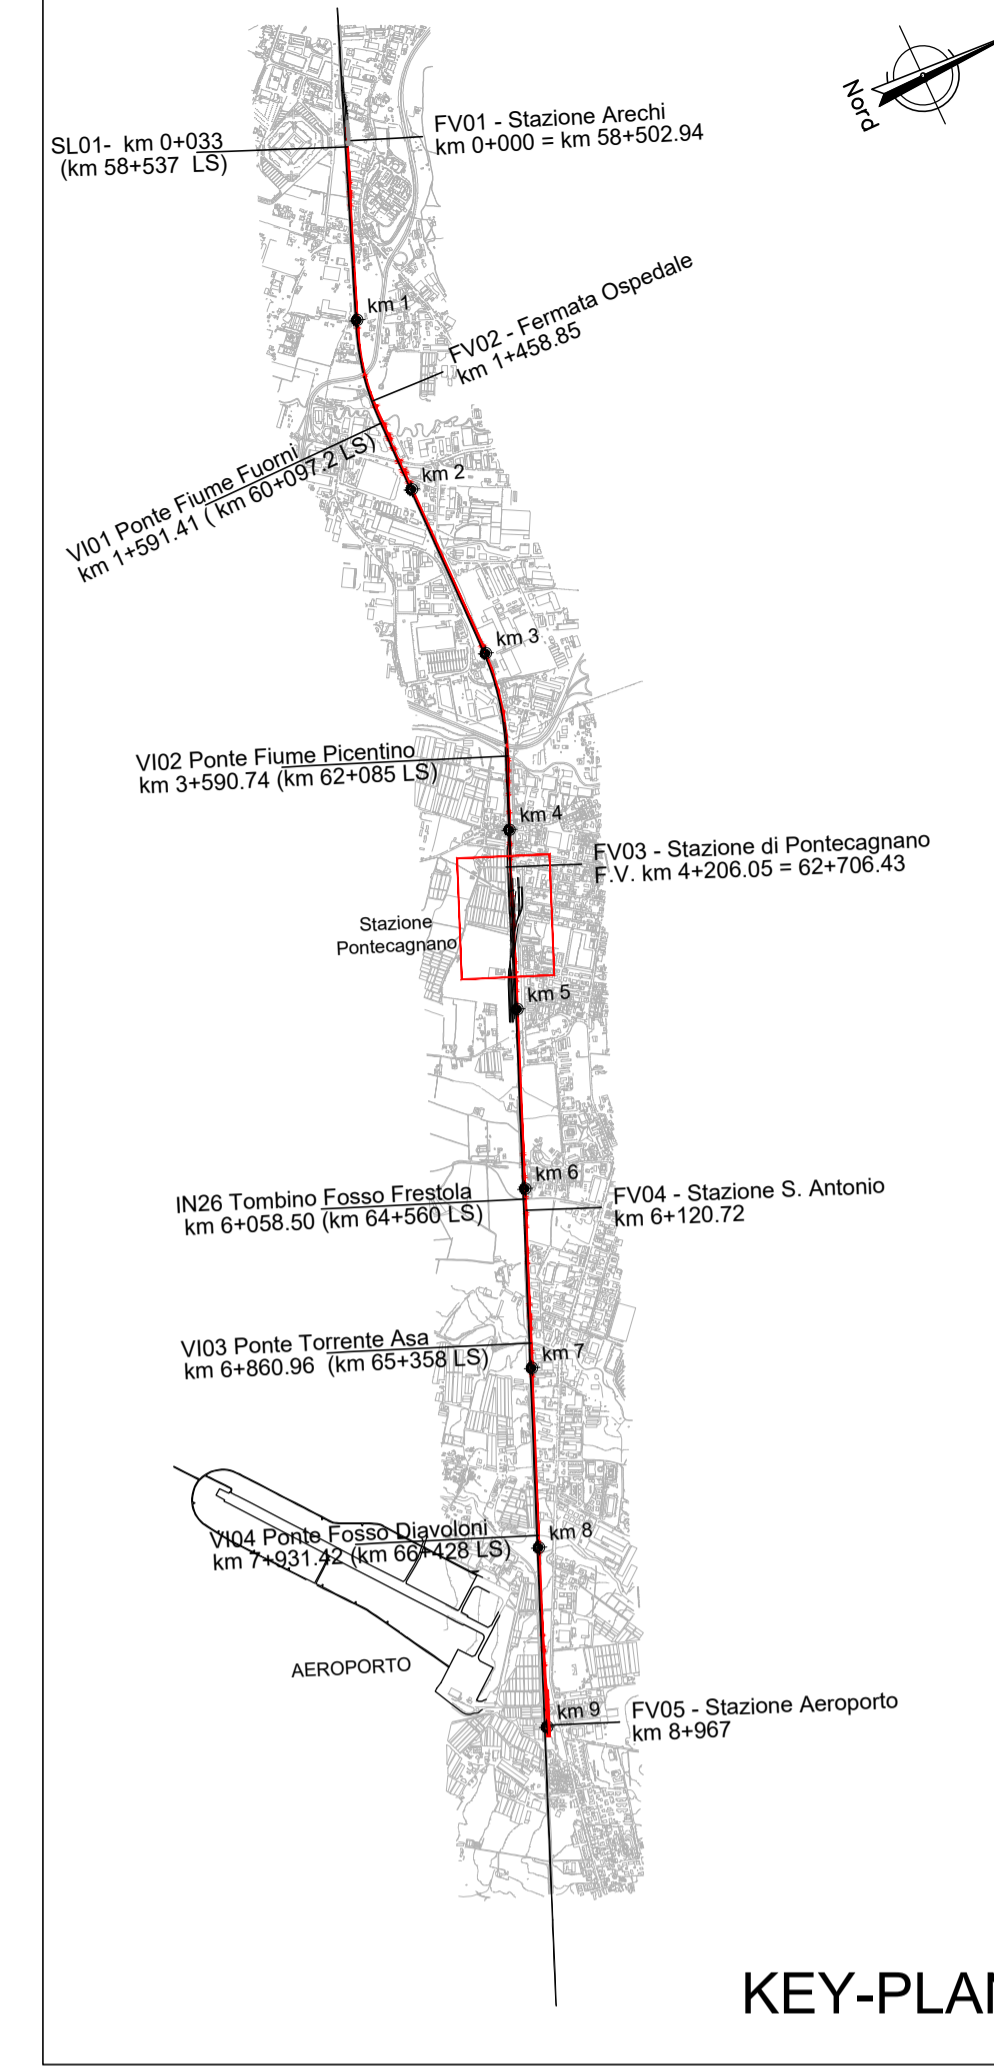 Nord
FV01 - Stazione Arechi
km 0+000 = km 58+502.94
SL01- km 0+033
(km 58+537 LS)
km 1
FV02 - Fermata Ospedale
km 1+458.85
VI01 Ponte Fiume Fuorni
km 1+591.41 ( km 60+097.2 LS)
km 2
km 3
VI02 Ponte Fiume Picentino
km 3+590.74 (km 62+085 LS)
km 4
FV03 - Stazione di Pontecagnano
F.V. km 4+206.05 = 62+706.43
Stazione
Pontecagnano
km 5
km 6
IN26 Tombino Fosso Frestola
km 6+058.50 (km 64+560 LS)
FV04 - Stazione S. Antonio
km 6+120.72
VI03 Ponte Torrente Asa
km 6+860.96 (km 65+358 LS)
km 7
VI04 Ponte Fosso Diavoloni
km 7+931.42 (km 66+428 LS)
km 8
AEROPORTO
km 9
FV05 - Stazione Aeroporto
km 8+967
KEY-PLAN